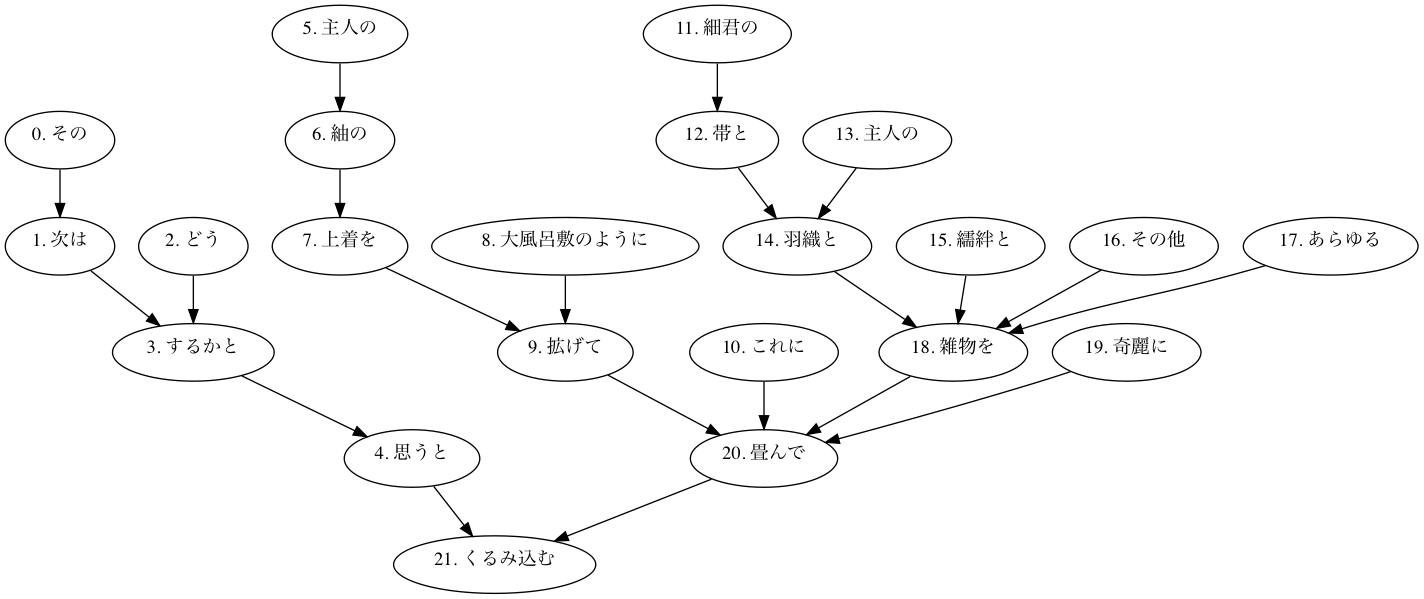 5. 主人の
11. 細君の
0. その
6. 紬の
12. 帯と
13. 主人の
1. 次は
2. どう
7. 上着を
8. 大風呂敷のように
14. 羽織と
15. 繻絆と
16. その他
17. あらゆる
3. するかと
9. 拡げて
10. これに
18. 雑物を
19. 奇麗に
4. 思うと
20. 畳んで
21. くるみ込む